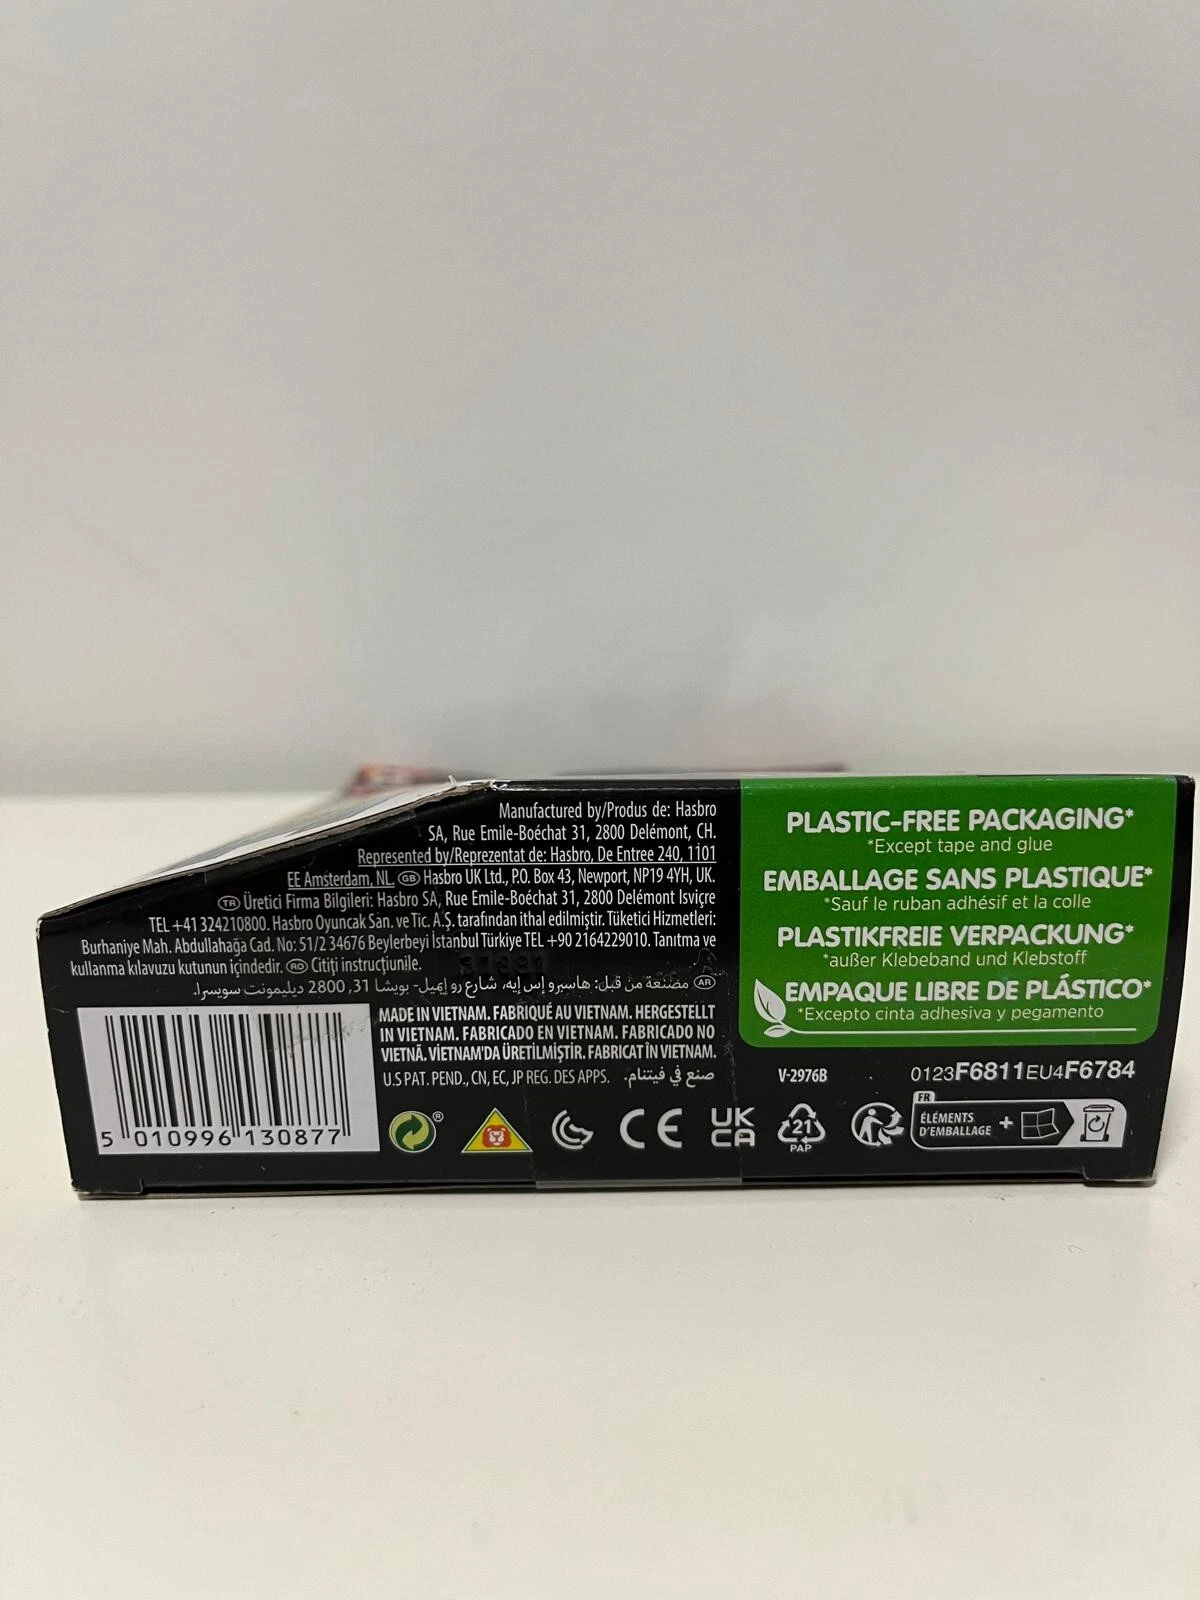 Manufactured by/Produs de: Hasbro
SA, Rue Emile-Boéchat 31, 2800 Delémont, CH.
Represented by/Reprezentat de: Hasbro, De Entree 240, 1101
EE Amsterdam, NL. GB Hasbro UK Ltd., P.O. Box 43, Newport, NP19 4YH, UK.
TR Üretici Firma Bilgileri: Hasbro SA, Rue Emile-Boéchat 31, 2800 Delémont İsviçre
TEL +41 324210800. Hasbro Oyuncak San. ve Tic. A.Ş. tarafından ithal edilmiştir. Tüketici Hizmetleri:
Burhaniye Mah. Abdullahağa Cad. No: 51/2 34676 Beylerbeyi İstanbul Türkiye TEL +90 2164229010. Tanıtma ve
kullanma kılavuzu kutunun içindedir. RO Citiți instrucțiunile.
AR مصنعة من قبل: هاسبرو إس إيه، شارع رو إيميل- بويشا 31, 2800 ديليمونت سويسرا.
MADE IN VIETNAM. FABRIQUÉ AU VIETNAM. HERGESTELLT
IN VIETNAM. FABRICADO EN VIETNAM. FABRICADO NO
VIETNÃ. VİETNAM'DA ÜRETİLMİŞTİR. FABRICAT ÎN VIETNAM.
U.S PAT. PEND., CN, EC, JP REG. DES APPS. صنع في فيتنام.
5 010996 130877
®
CE
UK
CA
21
PAP
PLASTIC-FREE PACKAGING*
*Except tape and glue
EMBALLAGE SANS PLASTIQUE*
*Sauf le ruban adhésif et la colle
PLASTIKFREIE VERPACKUNG*
*außer Klebeband und Klebstoff
EMPAQUE LIBRE DE PLÁSTICO*
*Excepto cinta adhesiva y pegamento
V-2976B
0123F6811EU4F6784
FR
ÉLÉMENTS
D'EMBALLAGE +